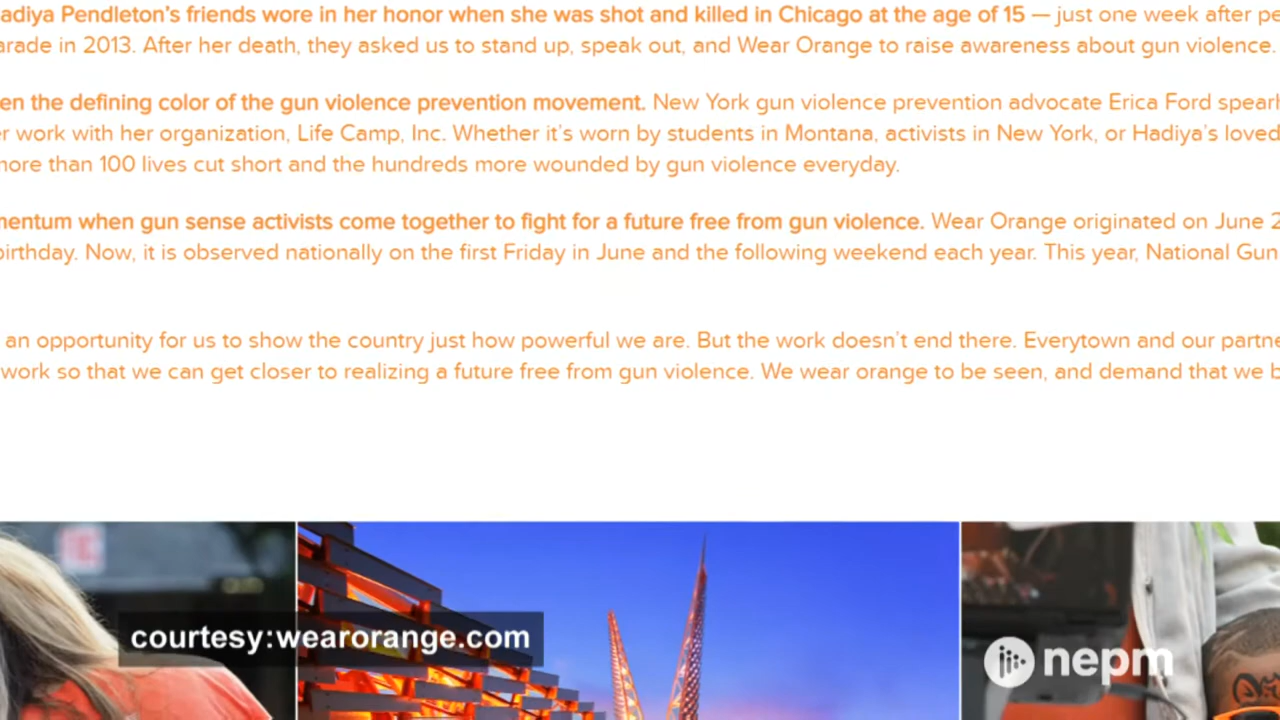 adiya Pendleton's friends wore in her honor when she was shot and killed in Chicago at the age of 15 — just one week after pe
arade in 2013. After her death, they asked us to stand up, speak out, and Wear Orange to raise awareness about gun violence.
en the defining color of the gun violence prevention movement. New York gun violence prevention advocate Erica Ford spearh
er work with her organization, Life Camp, Inc. Whether it's worn by students in Montana, activists in New York, or Hadiya's loved
more than 100 lives cut short and the hundreds more wounded by gun violence everyday.
mentum when gun sense activists come together to fight for a future free from gun violence. Wear Orange originated on June 2
birthday. Now, it is observed nationally on the first Friday in June and the following weekend each year. This year, National Gun
an opportunity for us to show the country just how powerful we are. But the work doesn't end there. Everytown and our partne
work so that we can get closer to realizing a future free from gun violence. We wear orange to be seen, and demand that we b
courtesy:wearorange.com
nepm